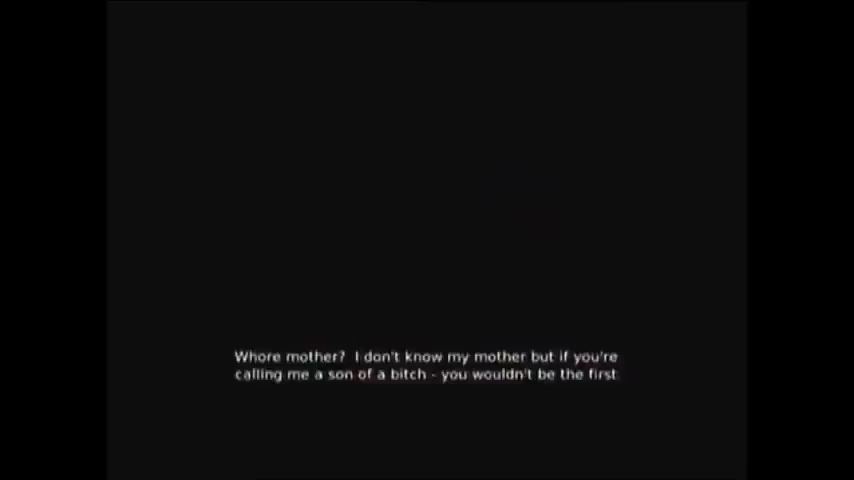 Whore mother?  I don't know my mother but if you're
calling me a son of a bitch - you wouldn't be the first